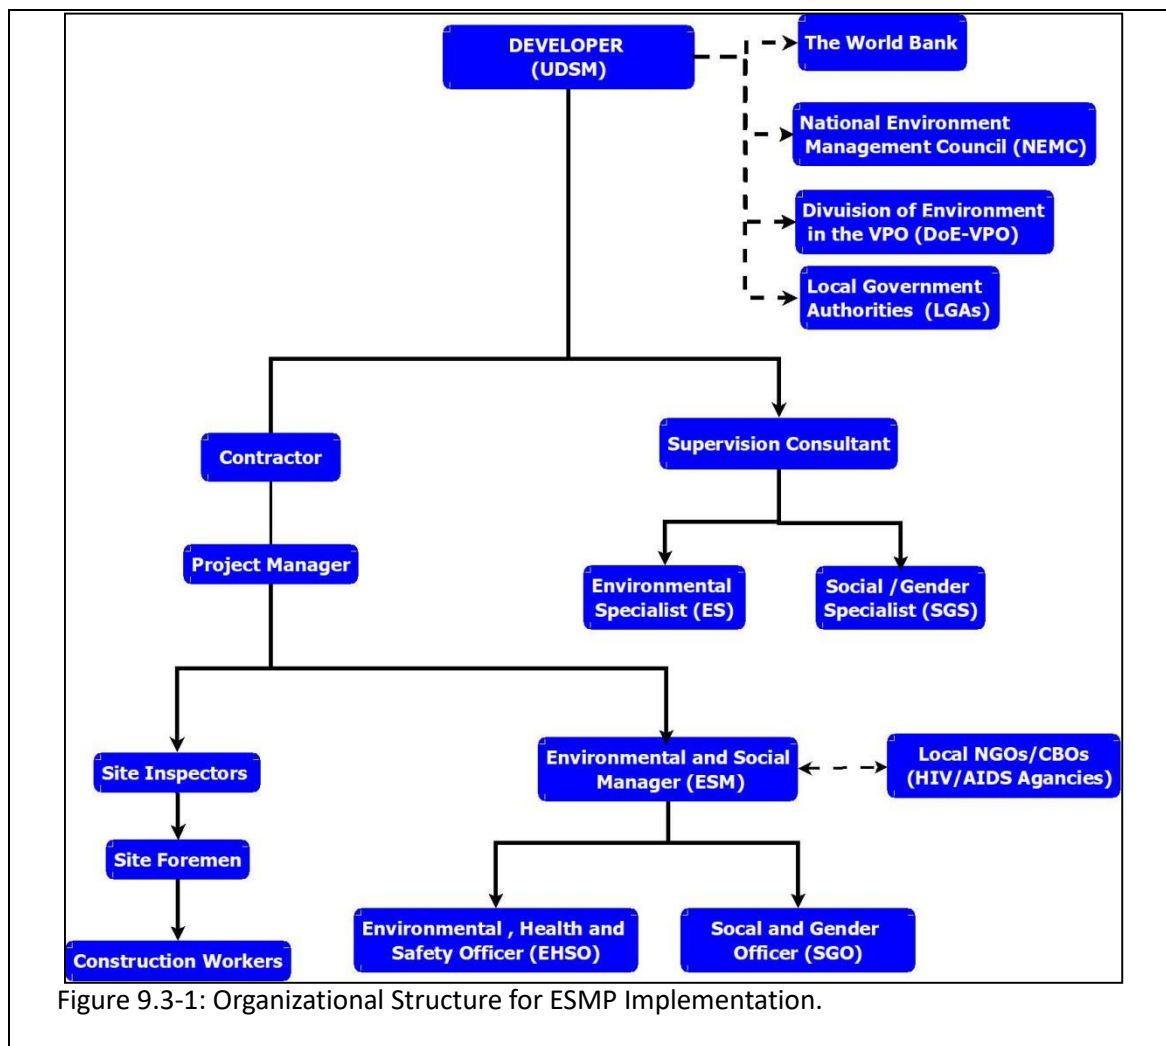 DEVELOPER
(UDSM)
The World Bank
National Environment
Management Council (NEMC)
Divuision of Environment
in the VPO (DoE-VPO)
Local Government
Authorities (LGAs)
Contractor
Supervision Consultant
Project Manager
Environmental
Specialist (ES)
Social /Gender
Specialist (SGS)
Site Inspectors
Environmental and Social
Manager (ESM)
Local NGOs/CBOs
(HIV/AIDS Agancies)
Site Foremen
Construction Workers
Environmental , Health and
Safety Officer (EHSO)
Socal and Gender
Officer (SGO)
Figure 9.3-1: Organizational Structure for ESMP Implementation.